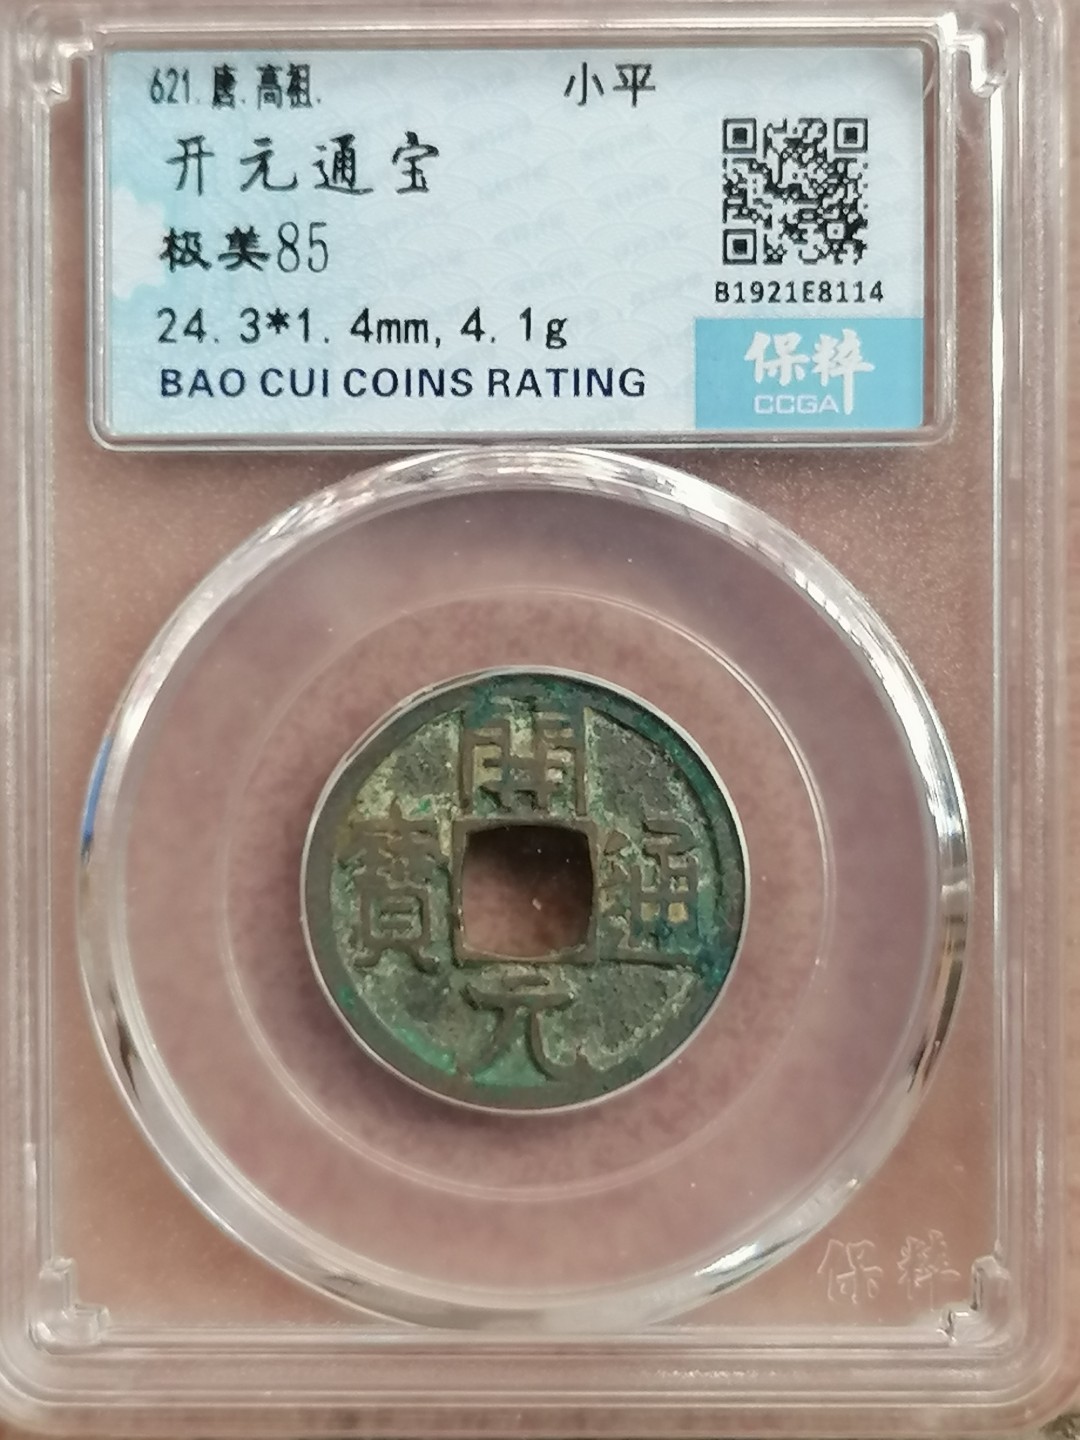 621.唐.高祖. 小平
开元通宝
极美85
24.3*1.4mm,4.1g
BAO CUI COINS RATING
B1921E8114
保粹
CCGA
開
寶 通
元
保粹